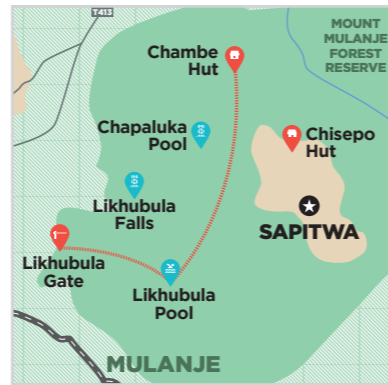 T413
MOUNT
MULANJE
FOREST
RESERVE
Chambe
Hut
Chapaluka
Pool
Chisepo
Hut
Likhubula
Falls
SAPITWA
Likhubula
Gate
Likhubula
Pool
MULANJE